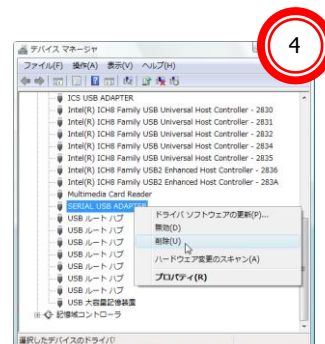 4
デバイス マネージャ
ファイル(F) 操作(A) 表示(V) ヘルプ(H)
ICS USB ADAPTER
Intel(R) ICH8 Family USB Universal Host Controller - 2830
Intel(R) ICH8 Family USB Universal Host Controller - 2831
Intel(R) ICH8 Family USB Universal Host Controller - 2832
Intel(R) ICH8 Family USB Universal Host Controller - 2834
Intel(R) ICH8 Family USB Universal Host Controller - 2835
Intel(R) ICH8 Family USB2 Enhanced Host Controller - 2836
Intel(R) ICH8 Family USB2 Enhanced Host Controller - 283A
Multimedia Card Reader
SERIAL USB ADAPTER
USB ルート ハブ
ドライバ ソフトウェアの更新(P)...
USB ルート ハブ
無効(D)
USB ルート ハブ
削除(U)
USB ルート ハブ
ハードウェア変更のスキャン(A)
USB ルート ハブ
プロパティ(R)
USB ルート ハブ
USB ルート ハブ
USB 大容量記憶装置
記憶域コントローラ
選択したデバイスのドライバ